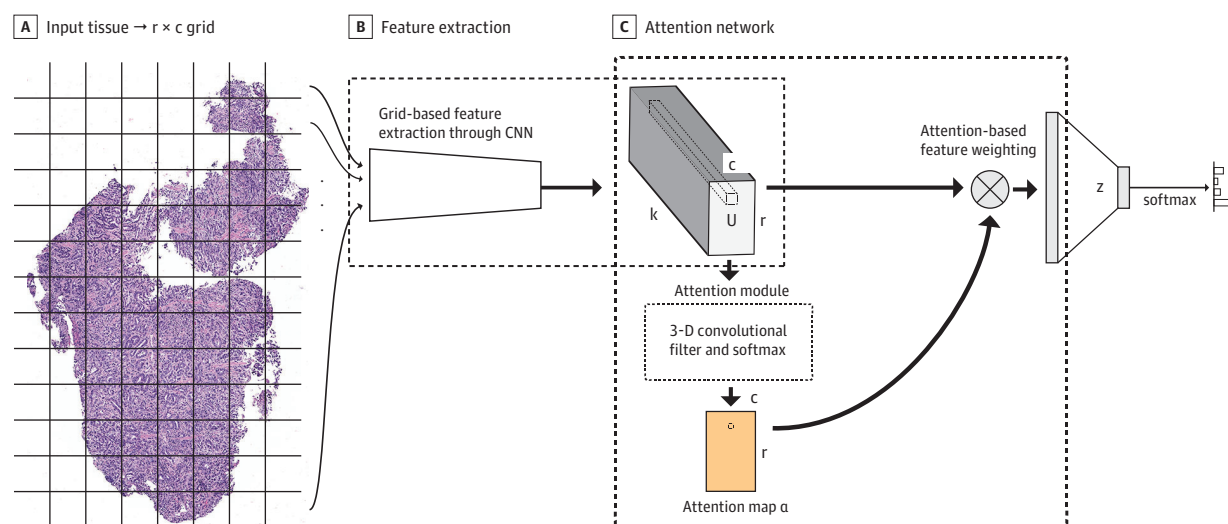 A Input tissue → r × c grid
B Feature extraction
C Attention network
Grid-based feature
extraction through CNN
c
k
U
r
Attention-based
feature weighting
z
softmax
Attention module
3-D convolutional
filter and softmax
c
r
Attention map α